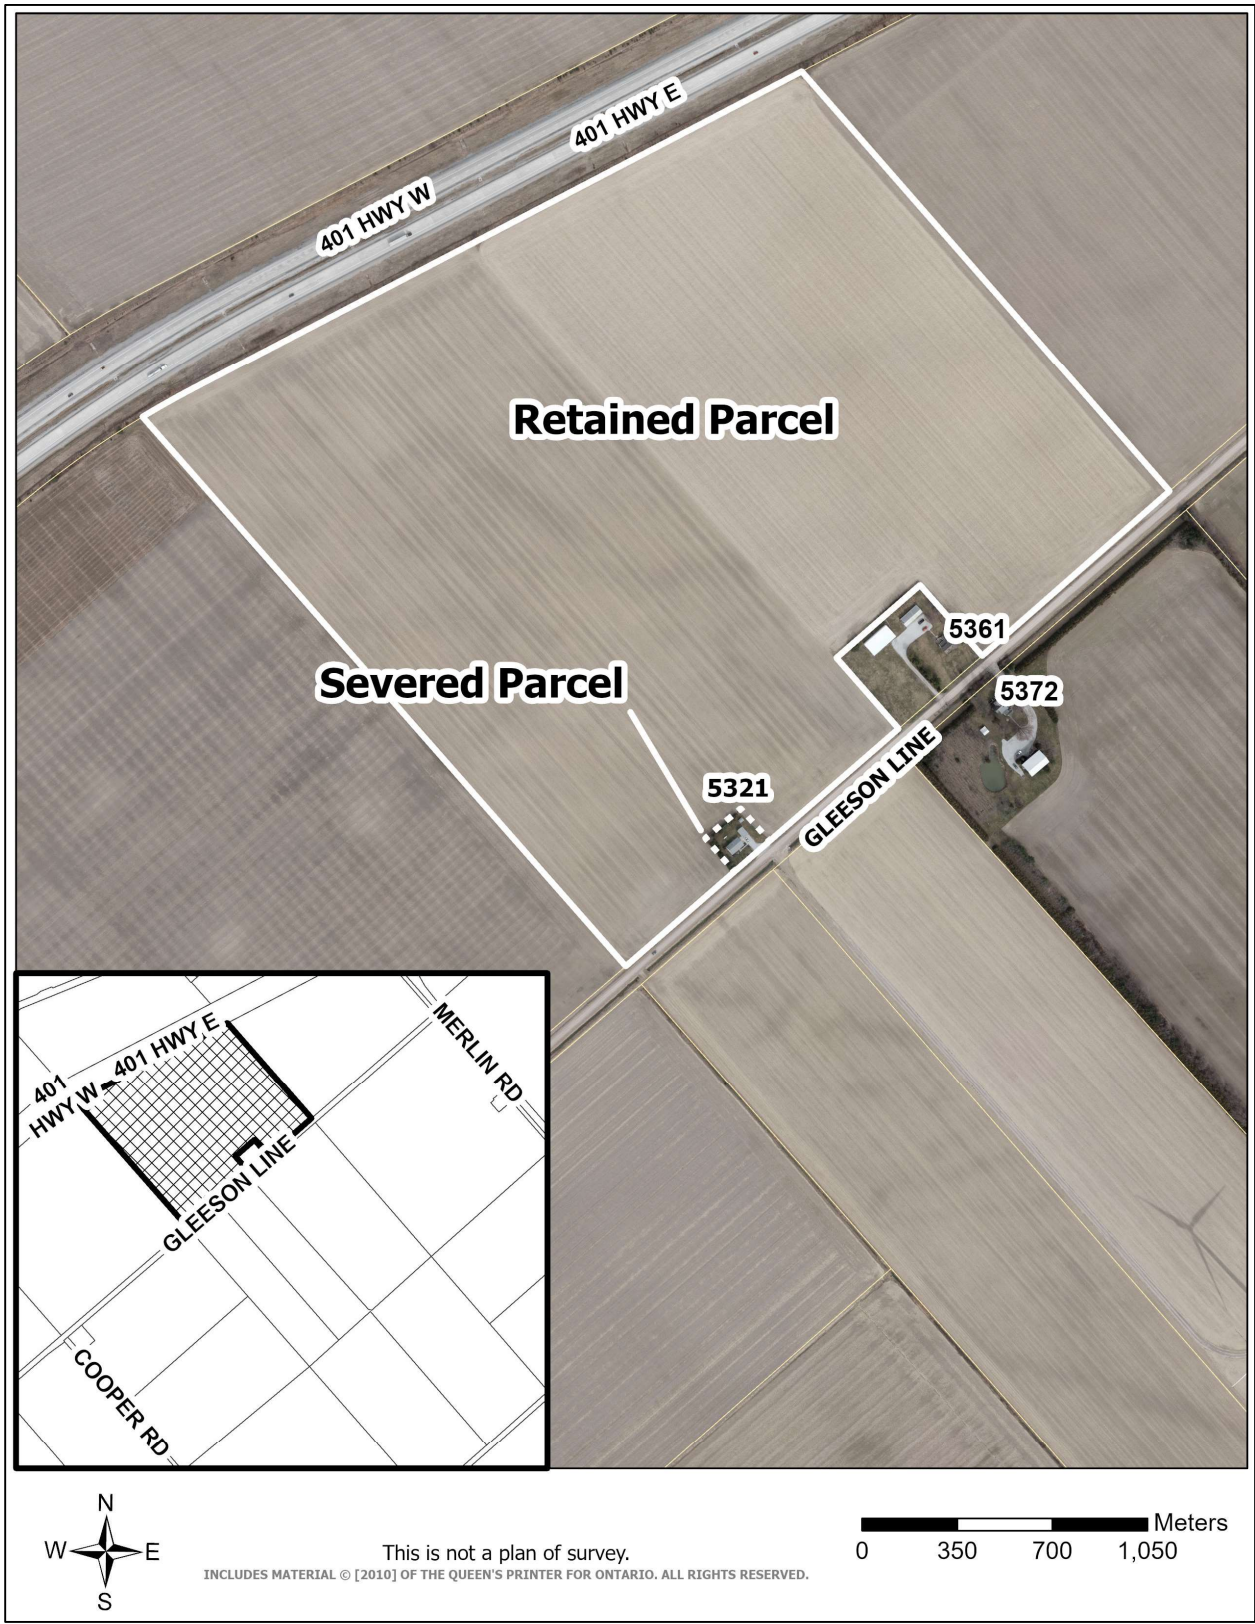 401 HWY E
401 HWY W
Retained Parcel
5361
Severed Parcel
5372
5321
GLEESON LINE
MERLIN RD
401 HWY E
401
HWY W
GLEESON LINE
COOPER RD
N
W E
S
This is not a plan of survey.
INCLUDES MATERIAL © [2010] OF THE QUEEN'S PRINTER FOR ONTARIO. ALL RIGHTS RESERVED.
Meters
0 350 700 1,050